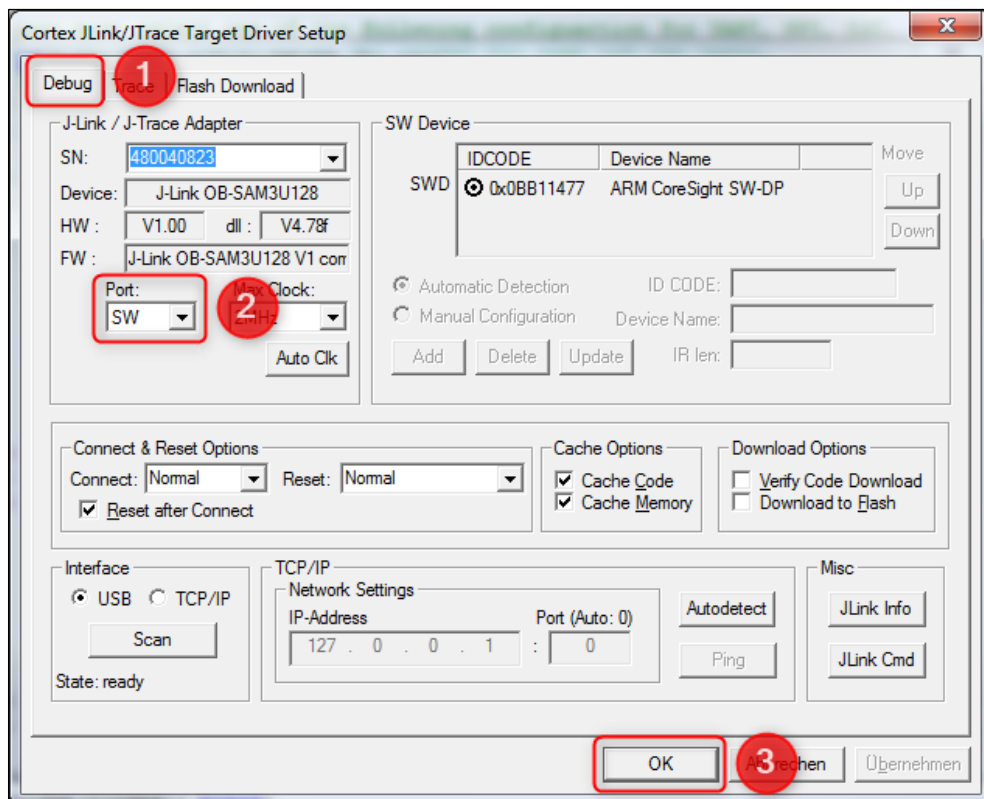 Cortex JLink/JTrace Target Driver Setup
Debug 1 Trace Flash Download
J-Link / J-Trace Adapter
SN: 480040823
Device: J-Link OB-SAM3U128
HW : V1.00 dll : V4.78f
FW : J-Link OB-SAM3U128 V1 com
Port: Max Clock:
SW 2 2MHz
Auto Clk
SW Device
IDCODE Device Name Move
SWD 0x0BB11477 ARM CoreSight SW-DP Up
Down
Automatic Detection ID CODE:
Manual Configuration Device Name:
Add Delete Update IR len:
Connect & Reset Options
Connect: Normal Reset: Normal
Reset after Connect
Cache Options
Cache Code
Cache Memory
Download Options
Verify Code Download
Download to Flash
Interface
USB TCP/IP
Scan
State: ready
TCP/IP
Network Settings
IP-Address Port (Auto: 0)
127 . 0 . 0 . 1 : 0
Autodetect
Ping
Misc
JLink Info
JLink Cmd
OK 3 Abbrechen Übernehmen